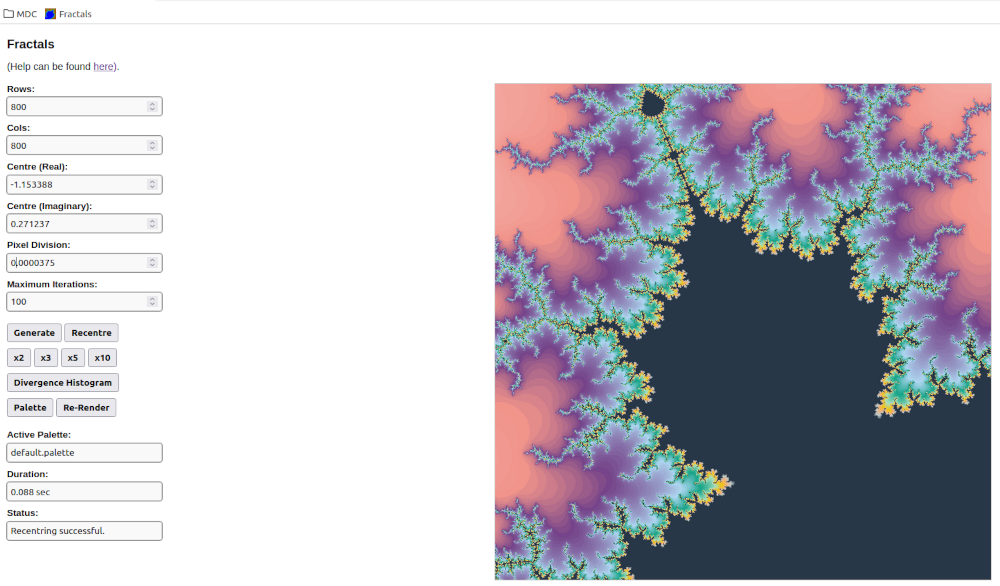 MDC Fractals
Fractals
(Help can be found here).
Rows:
800
Cols:
800
Centre (Real):
-1.153388
Centre (Imaginary):
0.271237
Pixel Division:
0.0000375
Maximum Iterations:
100
Generate Recentre
x2 x3 x5 x10
Divergence Histogram
Palette Re-Render
Active Palette:
default.palette
Duration:
0.088 sec
Status:
Recentring successful.